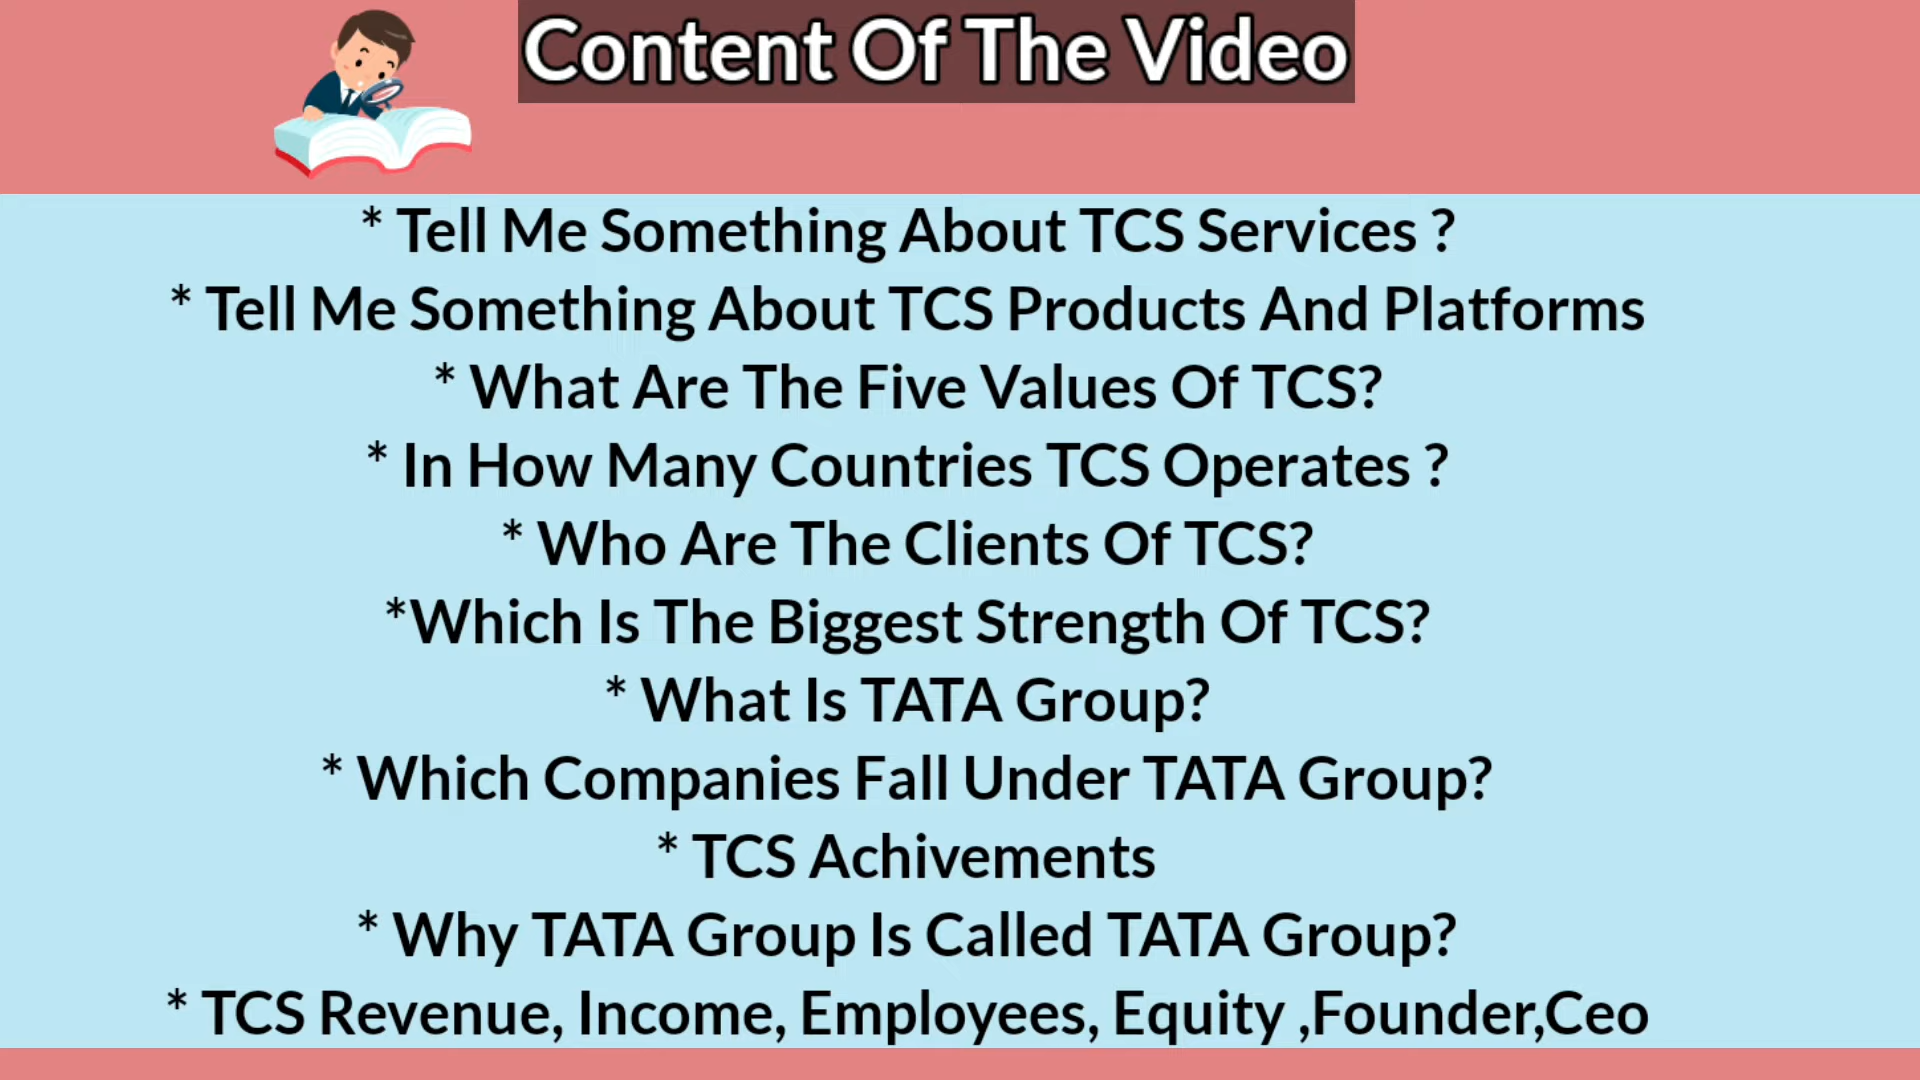 Content Of The Video
* Tell Me Something About TCS Services ?
* Tell Me Something About TCS Products And Platforms
* What Are The Five Values Of TCS?
* In How Many Countries TCS Operates ?
* Who Are The Clients Of TCS?
*Which Is The Biggest Strength Of TCS?
* What Is TATA Group?
* Which Companies Fall Under TATA Group?
* TCS Achivements
* Why TATA Group Is Called TATA Group?
* TCS Revenue, Income, Employees, Equity ,Founder,Ceo